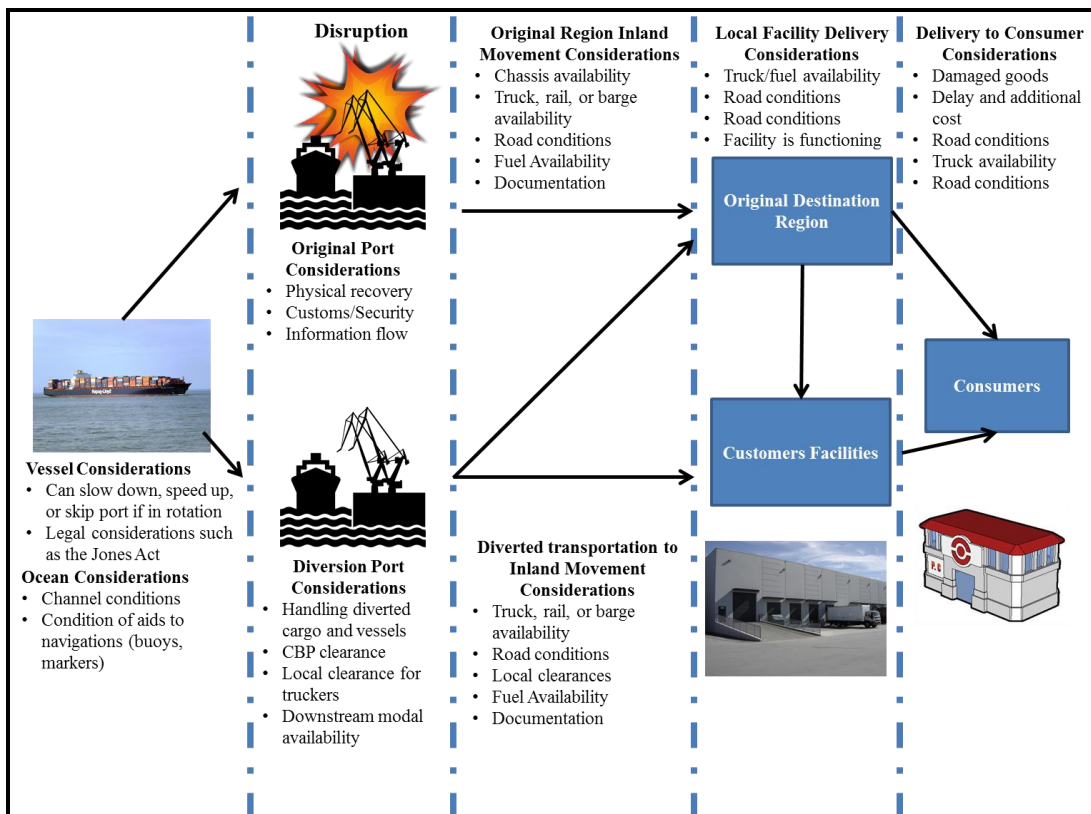 Disruption
Original Port
Considerations
• Physical recovery
• Customs/Security
• Information flow
Original Region Inland
Movement Considerations
• Chassis availability
• Truck, rail, or barge
availability
• Road conditions
• Fuel Availability
• Documentation
Local Facility Delivery
Considerations
• Truck/fuel availability
• Road conditions
• Road conditions
• Facility is functioning
Delivery to Consumer
Considerations
• Damaged goods
• Delay and additional
cost
• Road conditions
• Truck availability
• Road conditions
Original Destination
Region
Consumers
Customers Facilities
Hapag-Lloyd
Vessel Considerations
• Can slow down, speed up,
or skip port if in rotation
• Legal considerations such
as the Jones Act
Ocean Considerations
• Channel conditions
• Condition of aids to
navigations (buoys,
markers)
Diversion Port
Considerations
• Handling diverted
cargo and vessels
• CBP clearance
• Local clearance for
truckers
• Downstream modal
availability
Diverted transportation to
Inland Movement
Considerations
• Truck, rail, or barge
availability
• Road conditions
• Local clearances
• Fuel Availability
• Documentation
P.C